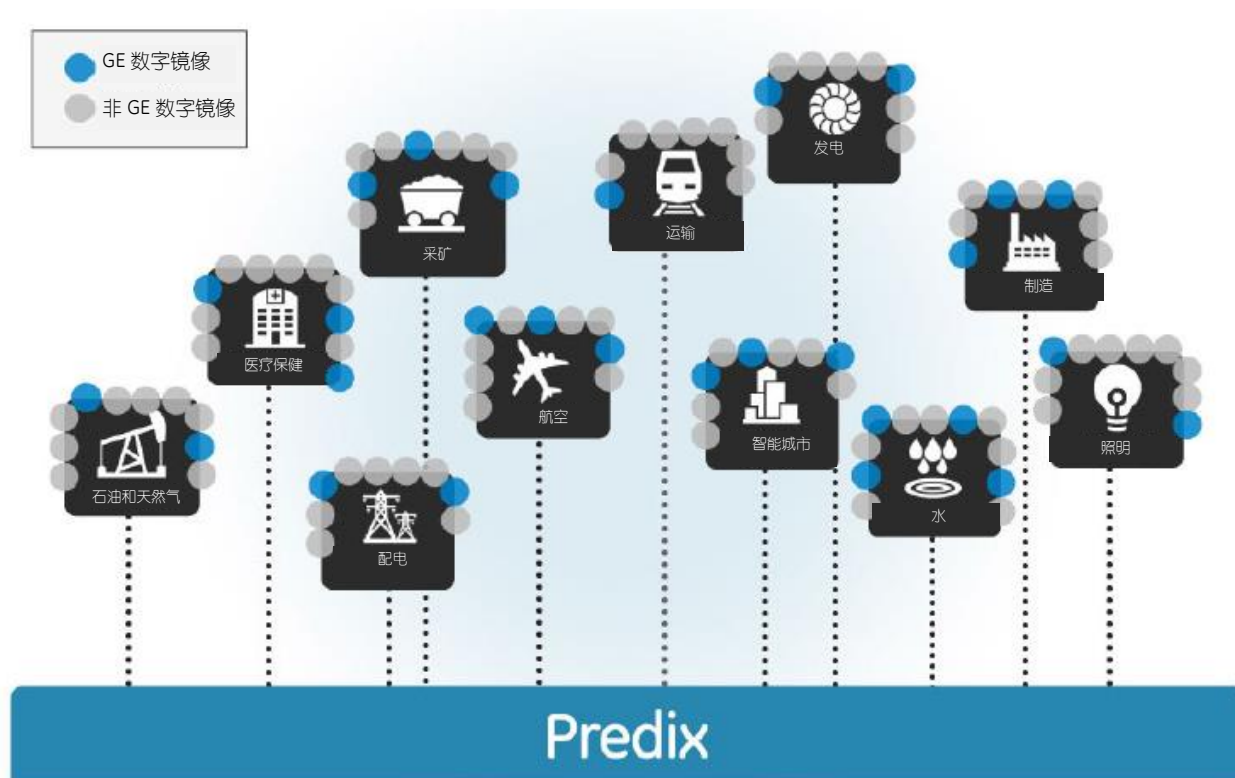 GE 数字镜像
非 GE 数字镜像
发电
运输
采矿
制造
医疗保健
航空
智能城市
照明
石油和天然气
水
配电
Predix